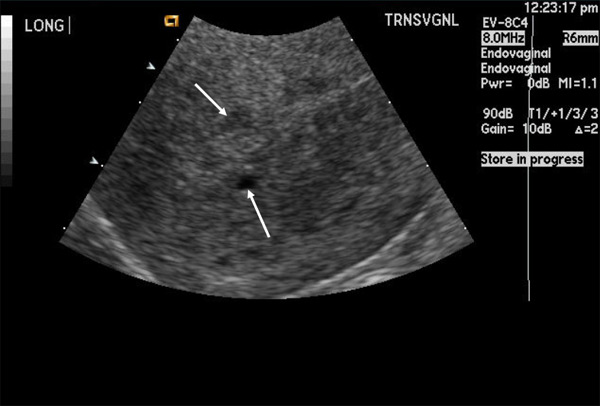 12:23:17 pm
LONG
TRNSVGNL
EV-8C4
8.0MHz R6mm
Endovaginal
Endovaginal
Pwr= 0dB MI=1.1
90dB T1/+1/3/3
Gain= 10dB Δ=2
Store in progress